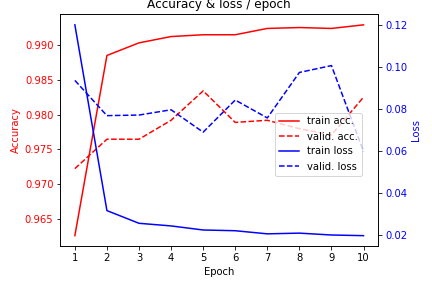 Accuracy & loss / epoch
0.990
0.985
0.980
0.975
0.970
0.965
Accuracy
0.12
0.10
0.08
0.06
0.04
0.02
Loss
train acc.
valid. acc.
train loss
valid. loss
1 2 3 4 5 6 7 8 9 10
Epoch